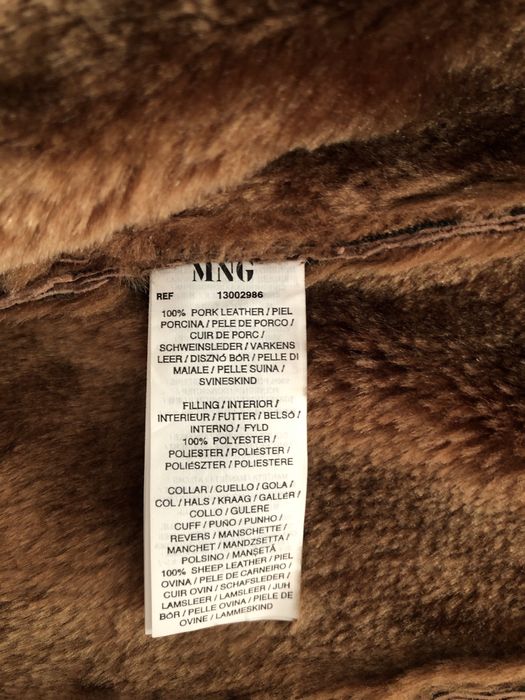 MNG
REF 13002986
100% PORK LEATHER / PIEL
PORCINA / PELE DE PORCO /
CUIR DE PORC /
SCHWEINSLEDER / VARKENS
LEER / DISZNÓ BŐR / PELLE DI
MAIALE / PELLE SUINA /
SVINESKIND
FILLING / INTERIOR /
INTERIEUR / FUTTER / BELSŐ /
INTERNO / FYLD
100% POLYESTER /
POLIESTER / POLIÉSTER /
POLIÉSZTER / POLIESTERE
COLLAR / CUELLO / GOLA /
COL / HALS / KRAAG / GALLÉR /
COLLO / GULERE
CUFF / PUÑO / PUNHO /
REVERS / MANSCHETTE /
MANCHET / MANDZSETTA /
POLSINO / MANȘETĂ
100% SHEEP LEATHER / PIEL
OVINA / PELE DE CARNEIRO /
CUIR OVIN / SCHAFSLEDER /
LAMSLEER / LAMSLEER / JUH
BŐR / PELLE OVINA / PIELE DE
OVINE / LAMMESKIND